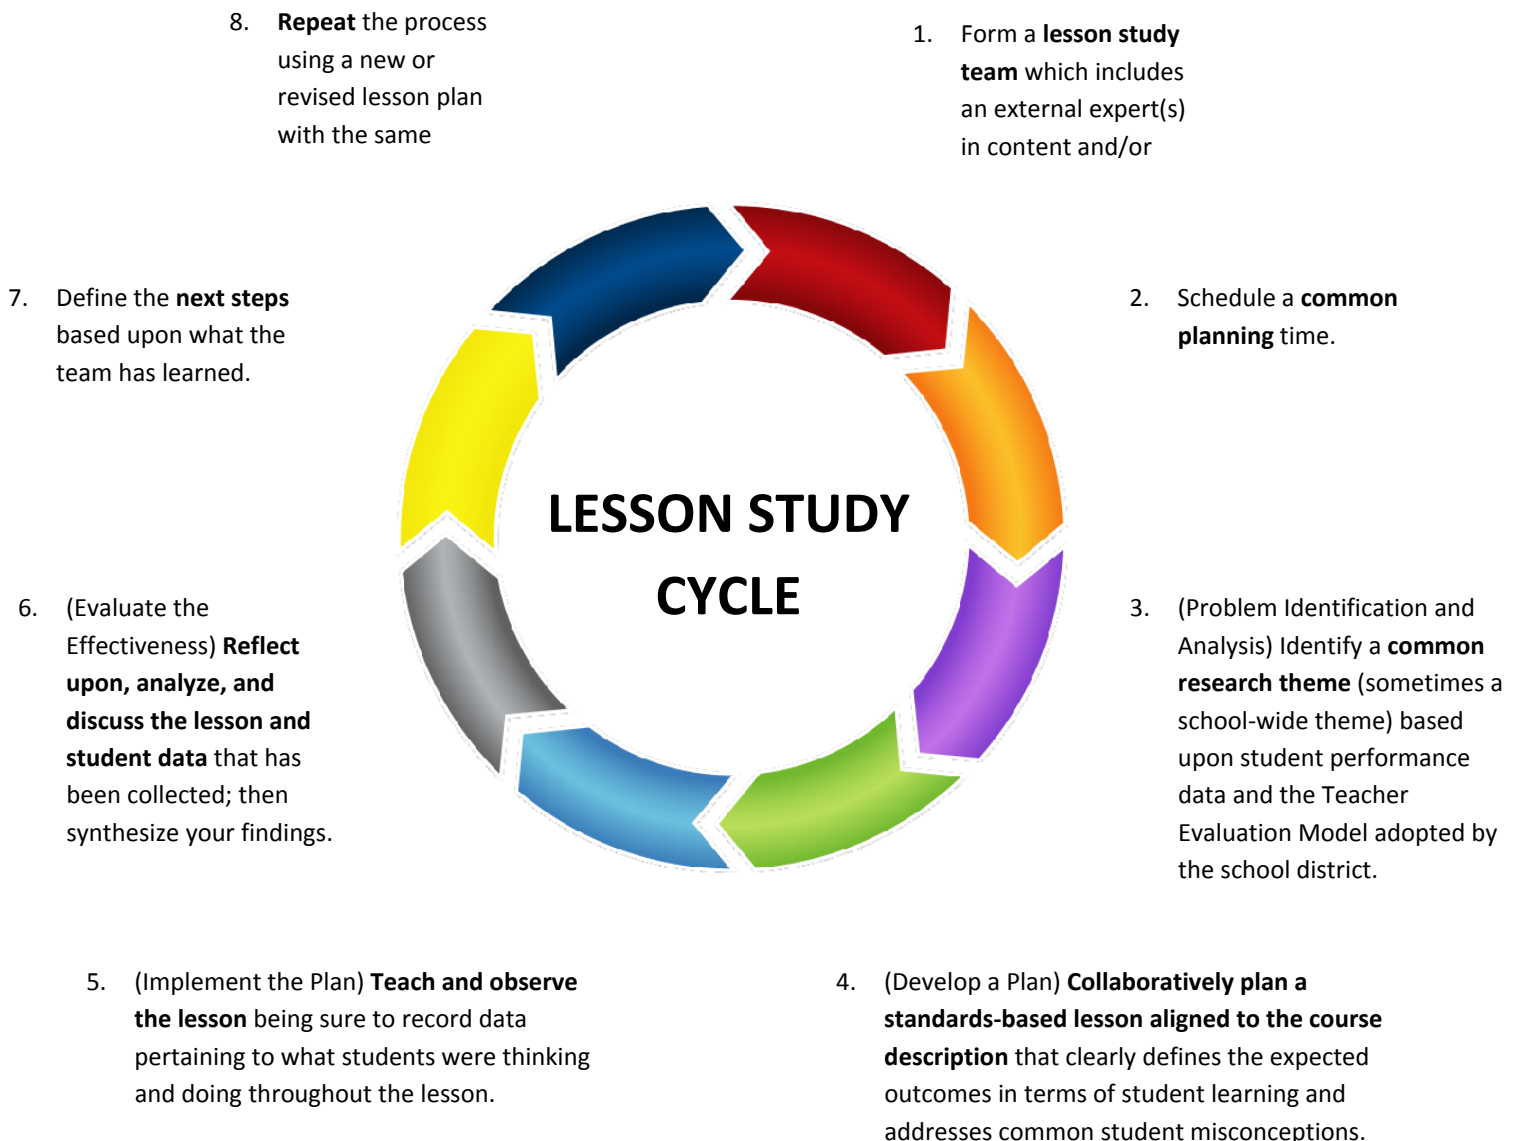 1. Form a lesson study
team which includes
an external expert(s)
in content and/or
2. Schedule a common
planning time.
3. (Problem Identification and
Analysis) Identify a common
research theme (sometimes a
school-wide theme) based
upon student performance
data and the Teacher
Evaluation Model adopted by
the school district.
4. (Develop a Plan) Collaboratively plan a
standards-based lesson aligned to the course
description that clearly defines the expected
outcomes in terms of student learning and
addresses common student misconceptions.
5. (Implement the Plan) Teach and observe
the lesson being sure to record data
pertaining to what students were thinking
and doing throughout the lesson.
6. (Evaluate the
Effectiveness) Reflect
upon, analyze, and
discuss the lesson and
student data that has
been collected; then
synthesize your findings.
7. Define the next steps
based upon what the
team has learned.
8. Repeat the process
using a new or
revised lesson plan
with the same
LESSON STUDY
CYCLE